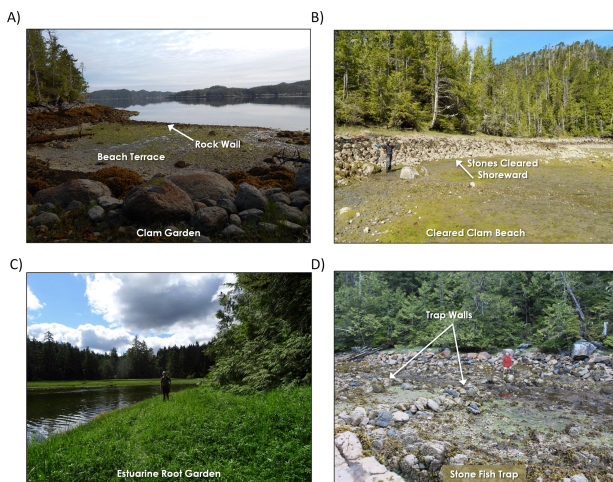 A)
Rock Wall
Beach Terrace
Clam Garden
B)
Stones Cleared
Shoreward
Cleared Clam Beach
C)
Estuarine Root Garden
D)
Trap Walls
Stone Fish Trap